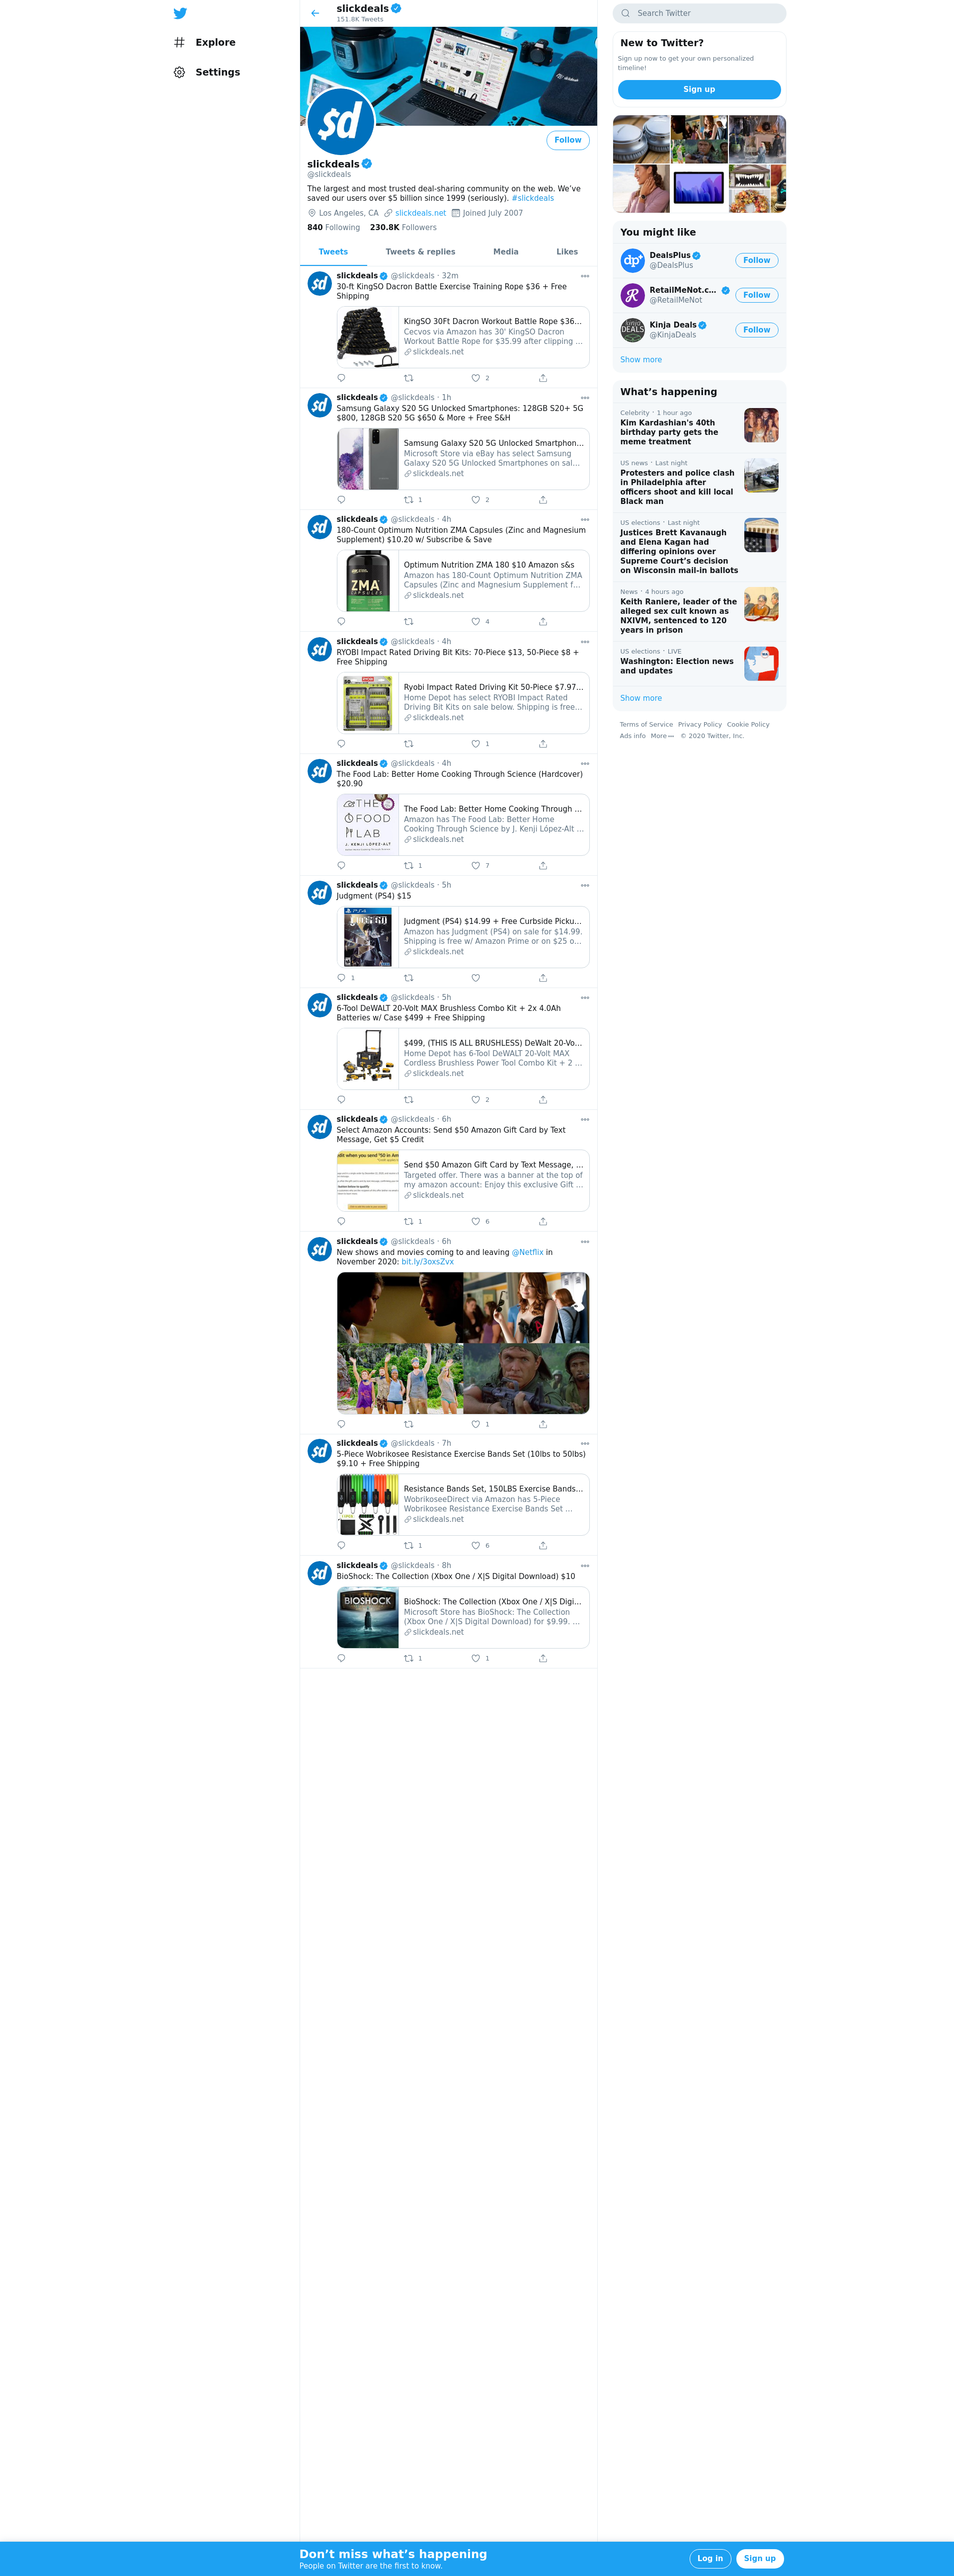 Explore
Settings
slickdeals
151.8K Tweets
$d
Follow
slickdeals
@slickdeals
The largest and most trusted deal-sharing community on the web. We’ve
saved our users over $5 billion since 1999 (seriously). #slickdeals
Los Angeles, CA slickdeals.net Joined July 2007
840 Following 230.8K Followers
Tweets Tweets & replies Media Likes
slickdeals @slickdeals · 32m
30-ft KingSO Dacron Battle Exercise Training Rope $36 + Free
Shipping
KingSO 30Ft Dacron Workout Battle Rope $36...
Cecvos via Amazon has 30' KingSO Dacron
Workout Battle Rope for $35.99 after clipping ...
slickdeals.net
2
slickdeals @slickdeals · 1h
Samsung Galaxy S20 5G Unlocked Smartphones: 128GB S20+ 5G
$800, 128GB S20 5G $650 & More + Free S&H
Samsung Galaxy S20 5G Unlocked Smartphon...
Microsoft Store via eBay has select Samsung
Galaxy S20 5G Unlocked Smartphones on sal...
slickdeals.net
1 2
slickdeals @slickdeals · 4h
180-Count Optimum Nutrition ZMA Capsules (Zinc and Magnesium
Supplement) $10.20 w/ Subscribe & Save
ZMA
Optimum Nutrition ZMA 180 $10 Amazon s&s
Amazon has 180-Count Optimum Nutrition ZMA
Capsules (Zinc and Magnesium Supplement f...
slickdeals.net
4
slickdeals @slickdeals · 4h
RYOBI Impact Rated Driving Bit Kits: 70-Piece $13, 50-Piece $8 +
Free Shipping
Ryobi Impact Rated Driving Kit 50-Piece $7.97...
Home Depot has select RYOBI Impact Rated
Driving Bit Kits on sale below. Shipping is free...
slickdeals.net
1
slickdeals @slickdeals · 4h
The Food Lab: Better Home Cooking Through Science (Hardcover)
$20.90
THE
FOOD
LAB
J. KENJI LÓPEZ-ALT
The Food Lab: Better Home Cooking Through ...
Amazon has The Food Lab: Better Home
Cooking Through Science by J. Kenji López-Alt ...
slickdeals.net
1 7
slickdeals @slickdeals · 5h
Judgment (PS4) $15
Judgment (PS4) $14.99 + Free Curbside Picku...
Amazon has Judgment (PS4) on sale for $14.99.
Shipping is free w/ Amazon Prime or on $25 o...
slickdeals.net
1
slickdeals @slickdeals · 5h
6-Tool DeWALT 20-Volt MAX Brushless Combo Kit + 2x 4.0Ah
Batteries w/ Case $499 + Free Shipping
$499, (THIS IS ALL BRUSHLESS) DeWalt 20-Vo...
Home Depot has 6-Tool DeWALT 20-Volt MAX
Cordless Brushless Power Tool Combo Kit + 2 ...
slickdeals.net
2
slickdeals @slickdeals · 6h
Select Amazon Accounts: Send $50 Amazon Gift Card by Text
Message, Get $5 Credit
Send $50 Amazon Gift Card by Text Message, ...
Targeted offer. There was a banner at the top of
my amazon account: Enjoy this exclusive Gift ...
slickdeals.net
1 6
slickdeals @slickdeals · 6h
New shows and movies coming to and leaving @Netflix in
November 2020: bit.ly/3oxsZvx
1
slickdeals @slickdeals · 7h
5-Piece Wobrikosee Resistance Exercise Bands Set (10lbs to 50lbs)
$9.10 + Free Shipping
Resistance Bands Set, 150LBS Exercise Bands...
WobrikoseeDirect via Amazon has 5-Piece
Wobrikosee Resistance Exercise Bands Set ...
slickdeals.net
1 6
slickdeals @slickdeals · 8h
BioShock: The Collection (Xbox One / X|S Digital Download) $10
BIOSHOCK
BioShock: The Collection (Xbox One / X|S Digi...
Microsoft Store has BioShock: The Collection
(Xbox One / X|S Digital Download) for $9.99. ...
slickdeals.net
1 1
Search Twitter
New to Twitter?
Sign up now to get your own personalized
timeline!
Sign up
You might like
dp+
DealsPlus
@DealsPlus
Follow
RetailMeNot.c...
@RetailMeNot
Follow
DEALS
Kinja Deals
@KinjaDeals
Follow
Show more
What’s happening
Celebrity · 1 hour ago
Kim Kardashian's 40th
birthday party gets the
meme treatment
US news · Last night
Protesters and police clash
in Philadelphia after
officers shoot and kill local
Black man
US elections · Last night
Justices Brett Kavanaugh
and Elena Kagan had
differing opinions over
Supreme Court’s decision
on Wisconsin mail-in ballots
News · 4 hours ago
Keith Raniere, leader of the
alleged sex cult known as
NXIVM, sentenced to 120
years in prison
US elections · LIVE
Washington: Election news
and updates
Show more
Terms of Service Privacy Policy Cookie Policy
Ads info More © 2020 Twitter, Inc.
Don’t miss what’s happening
People on Twitter are the first to know.
Log in
Sign up